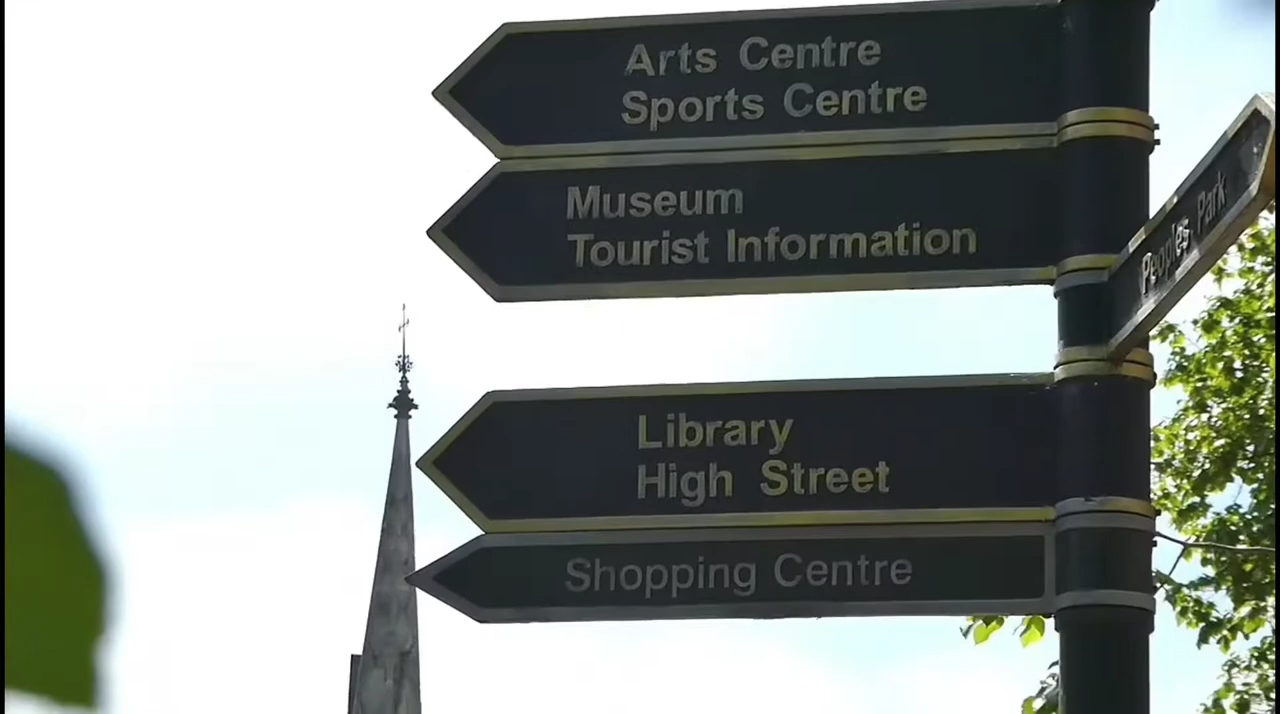 Arts Centre
Sports Centre
Museum
Tourist Information
Peoples Park
Library
High Street
Shopping Centre